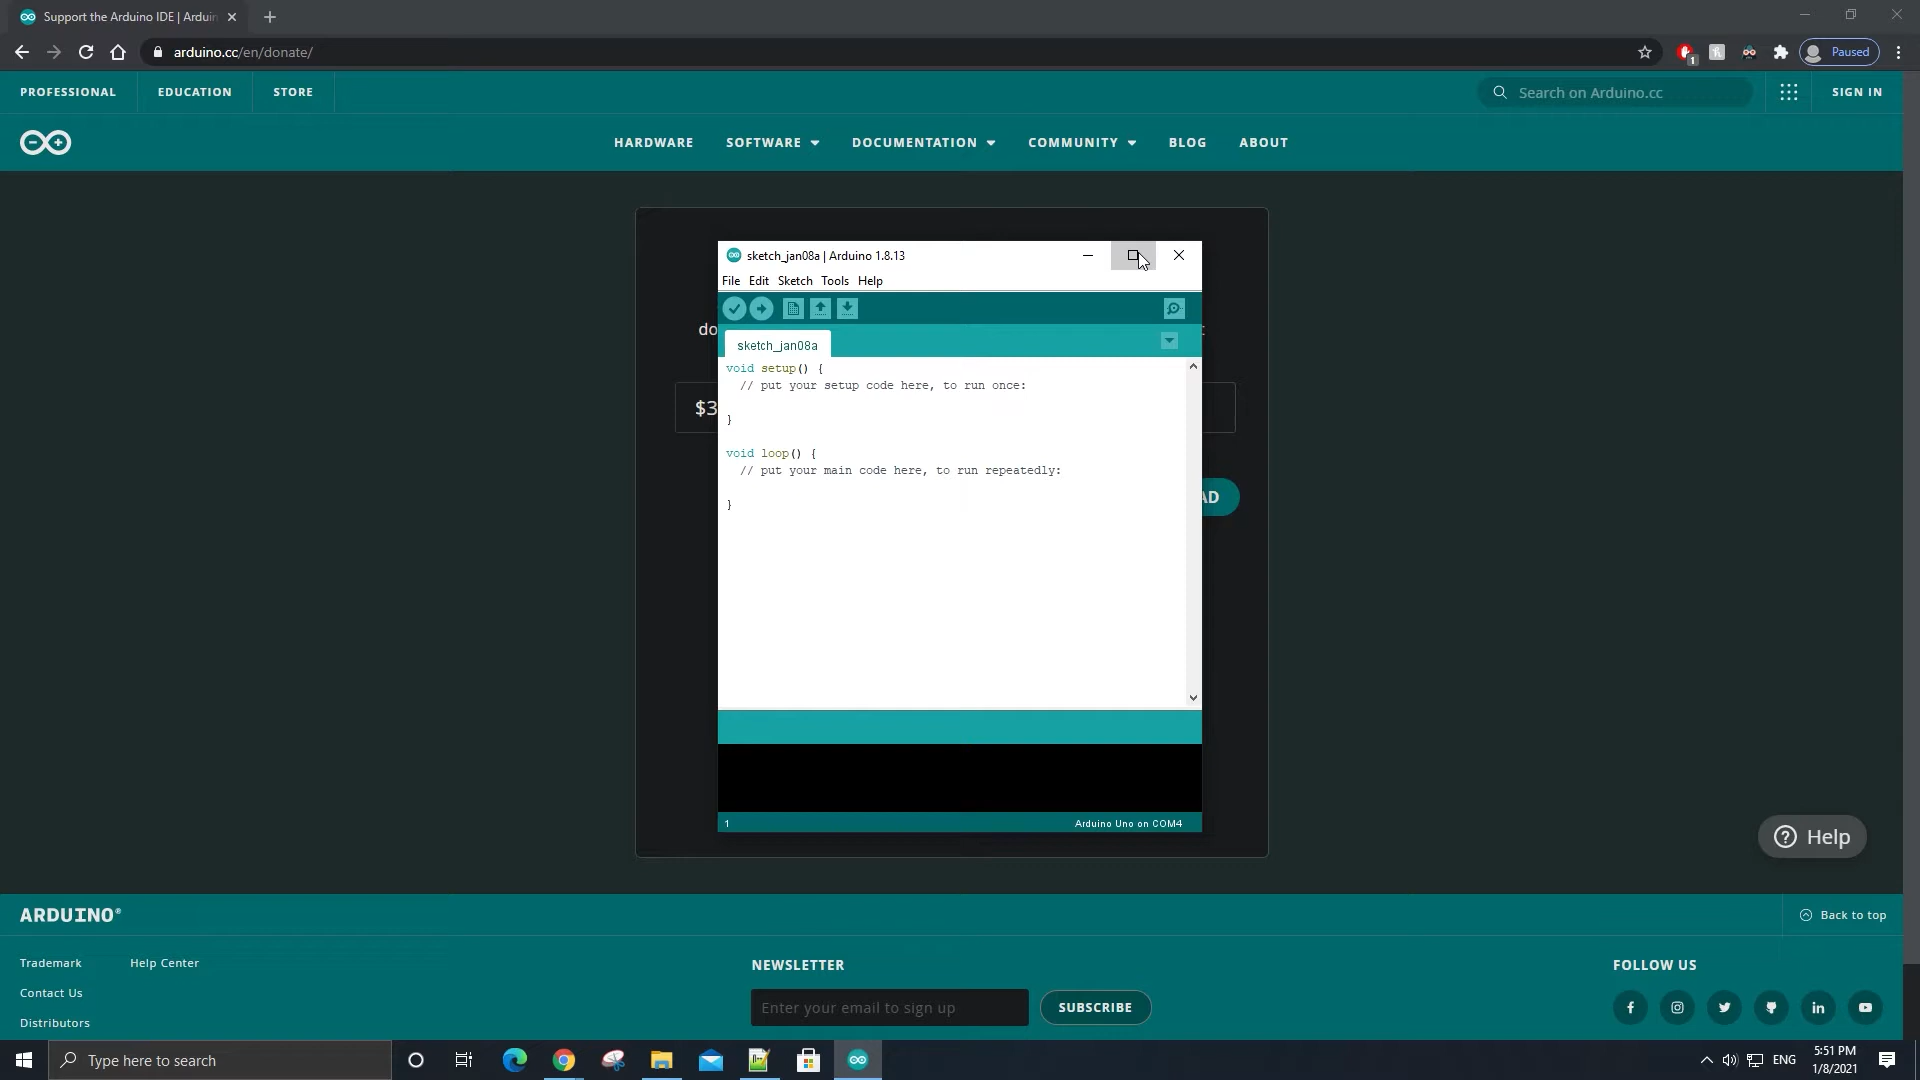 Support the Arduino IDE | Arduin
arduino.cc/en/donate/
1
Paused
PROFESSIONAL
EDUCATION
STORE
Search on Arduino.cc
SIGN IN
HARDWARE
SOFTWARE
DOCUMENTATION
COMMUNITY
BLOG
ABOUT
sketch_jan08a | Arduino 1.8.13
File Edit Sketch Tools Help
do
sketch_jan08a
void setup() {
// put your setup code here, to run once:
}
$3
void loop() {
// put your main code here, to run repeatedly:
}
AD
1
Arduino Uno on COM4
Help
ARDUINO®
Back to top
Trademark
Help Center
Contact Us
Distributors
NEWSLETTER
Enter your email to sign up
SUBSCRIBE
FOLLOW US
Type here to search
ENG
5:51 PM
1/8/2021